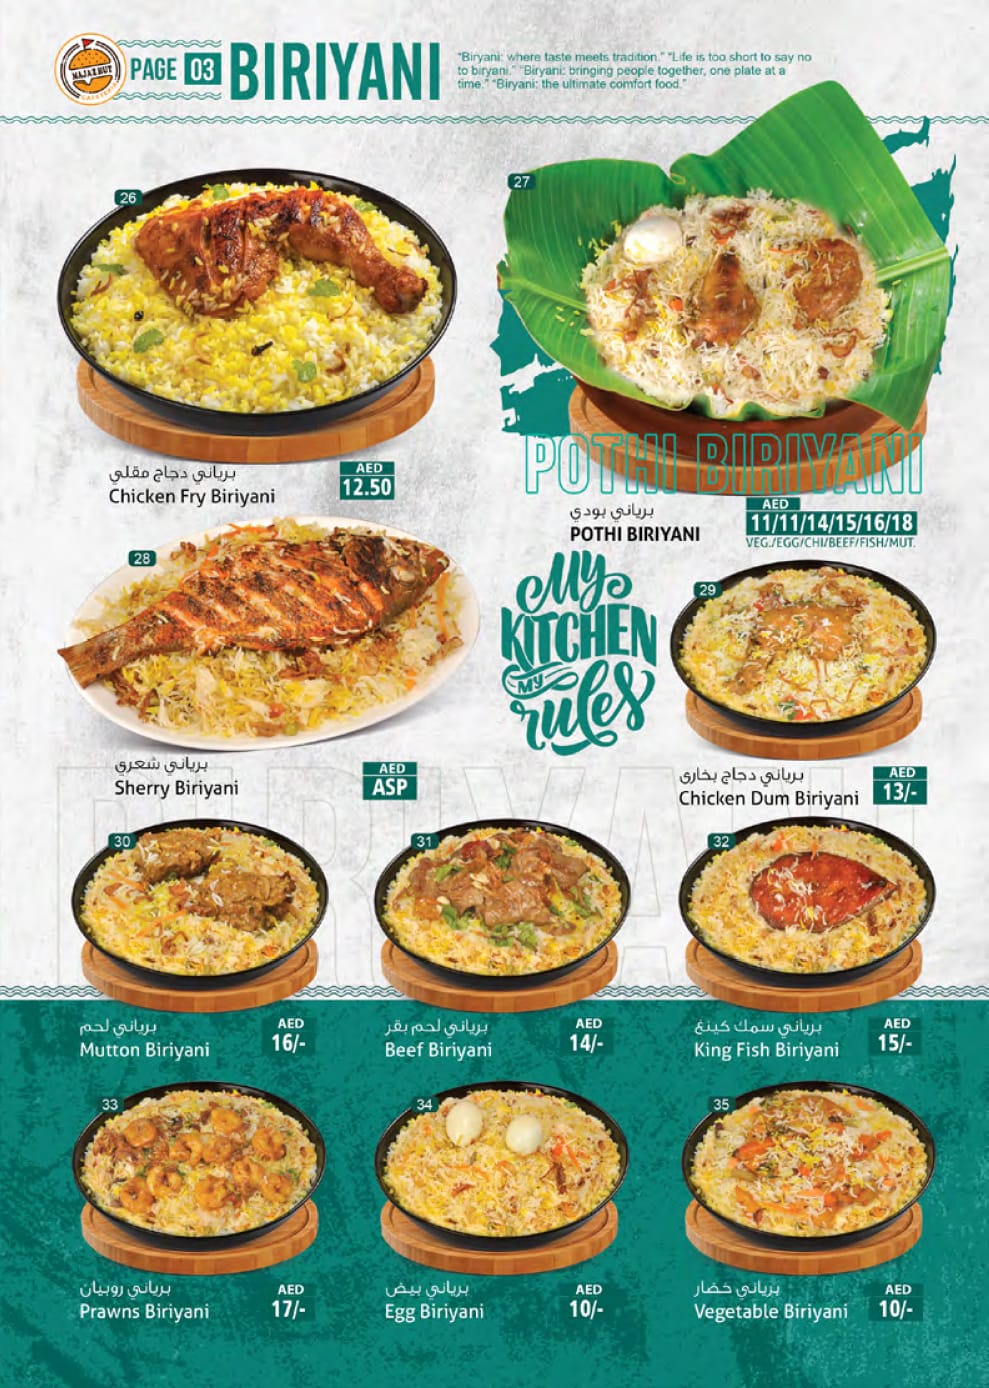 MAJAZ HUT
CAFETERIA
PAGE 03
BIRIYANI
"Biryani: where taste meets tradition." "Life is too short to say no
to biryani." "Biryani: bringing people together, one plate at a
time." "Biryani: the ultimate comfort food."
26
برياني دجاج مقلي
Chicken Fry Biriyani
AED
12.50
27
POTHI BIRIYANI
برياني بودي
POTHI BIRIYANI
AED
11/11/14/15/16/18
VEG./EGG/CHI/BEEF/FISH/MUT.
28
برياني شعري
Sherry Biriyani
AED
ASP
My
KITCHEN
MY
rules
29
برياني دجاج بخاري
Chicken Dum Biriyani
AED
13/-
BIRIYANI
30
برياني لحم
Mutton Biriyani
AED
16/-
31
برياني لحم بقر
Beef Biriyani
AED
14/-
32
برياني سمك كينغ
King Fish Biriyani
AED
15/-
33
برياني روبيان
Prawns Biriyani
AED
17/-
34
برياني بيض
Egg Biriyani
AED
10/-
35
برياني خضار
Vegetable Biriyani
AED
10/-